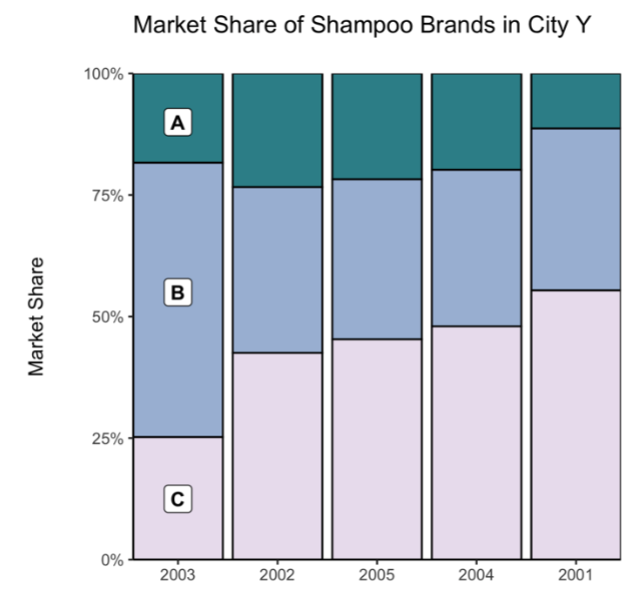 Market Share of Shampoo Brands in City Y
100%
75%
50%
25%
0%
Market Share
A
B
C
2003 2002 2005 2004 2001